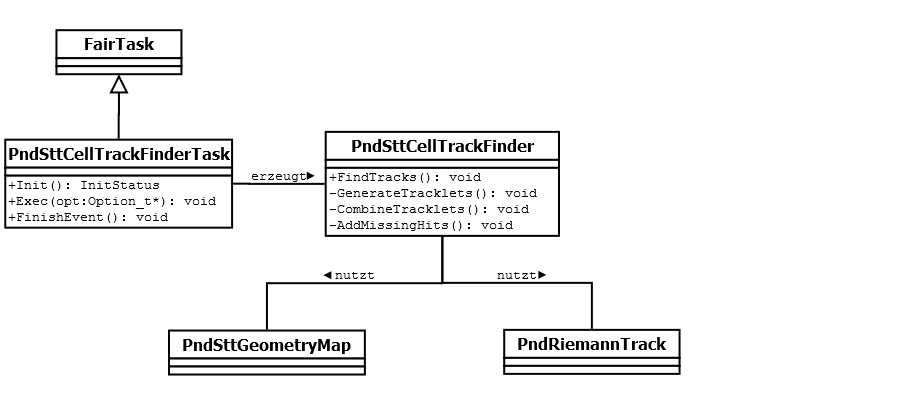 FairTask
PndSttCellTrackFinderTask
+Init(): InitStatus
+Exec(opt:Option_t*): void
+FinishEvent(): void
erzeugt►
PndSttCellTrackFinder
+FindTracks(): void
-GenerateTracklets(): void
-CombineTracklets(): void
-AddMissingHits(): void
◄nutzt
nutzt►
PndSttGeometryMap
PndRiemannTrack